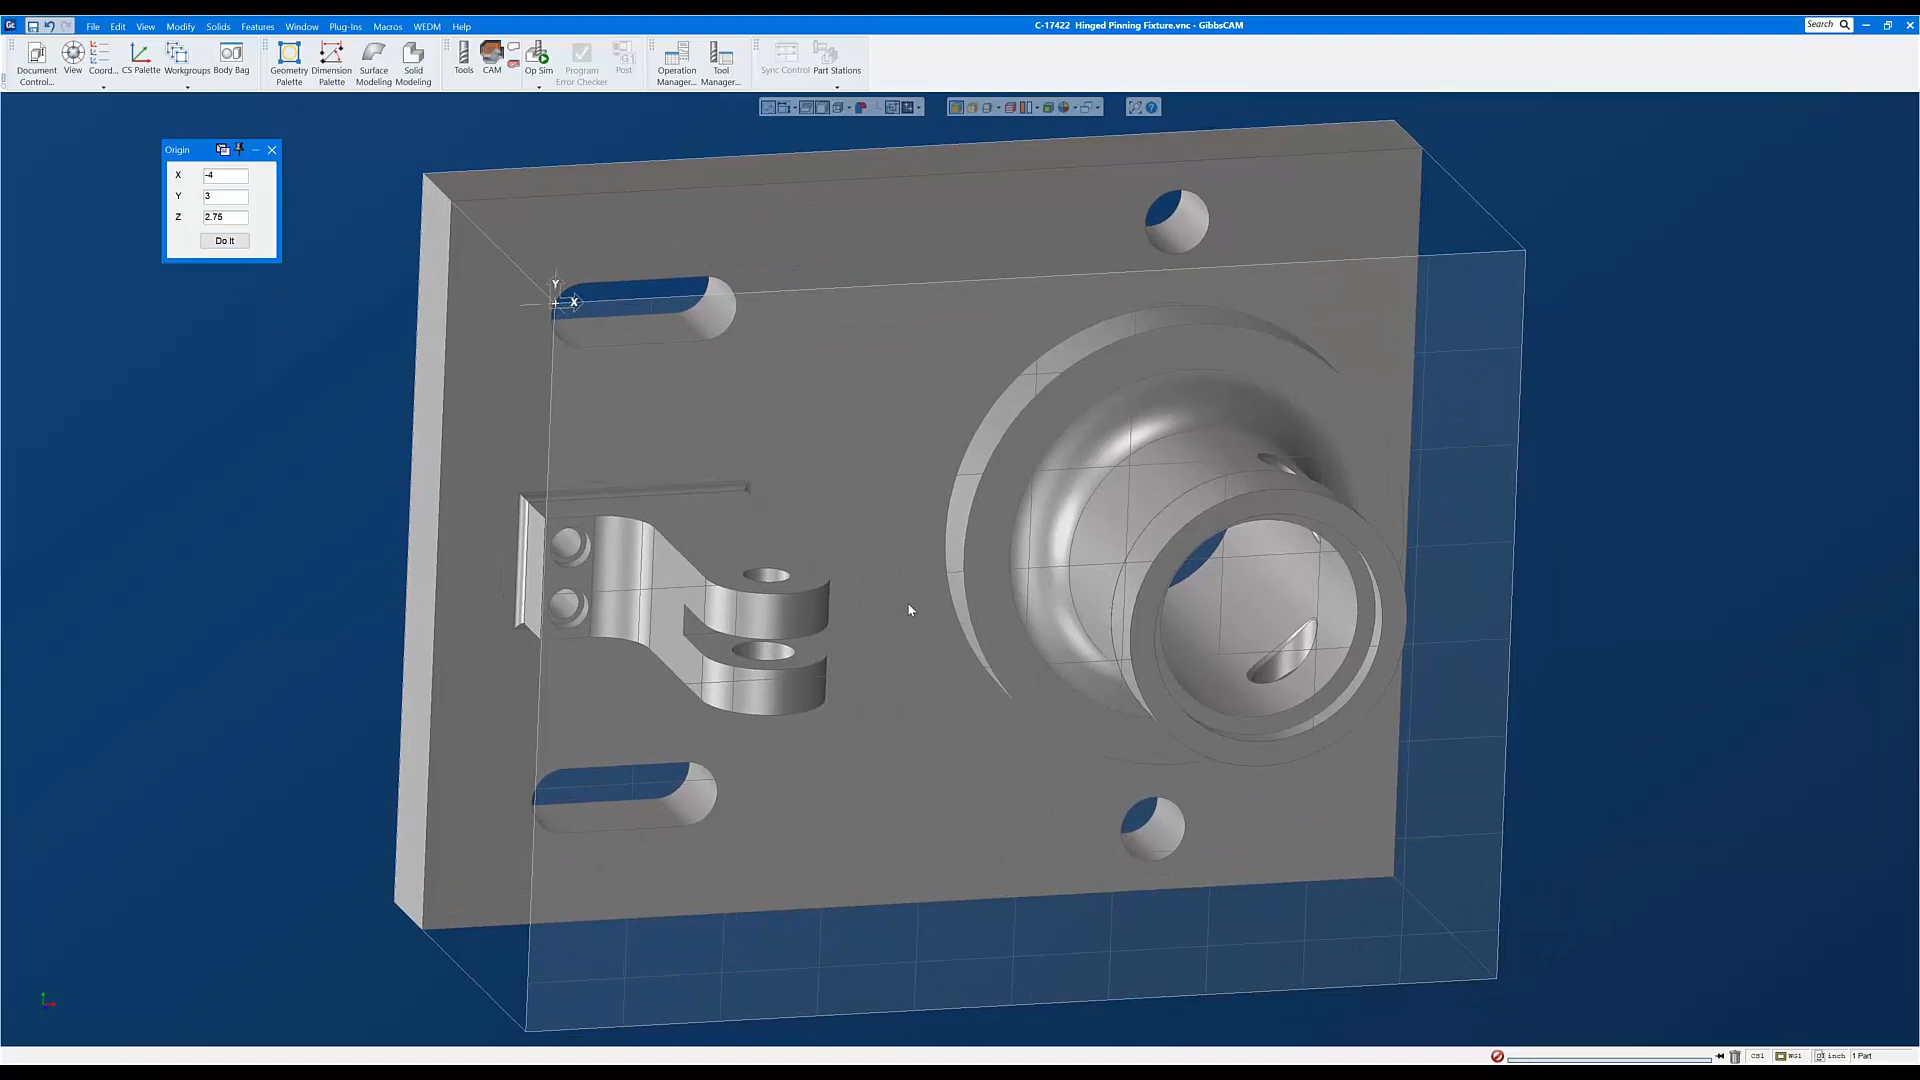 C-17422 Hinged Pinning Fixture.vnc - GibbsCAM
Search
File Edit View Modify Solids Features Window Plug-Ins Macros WEDM Help
Document Control...
View
Coord...
CS Palette
Workgroups
Body Bag
Geometry Palette
Dimension Palette
Surface Modeling
Solid Modeling
Tools
CAM
Op Sim
Program Error Checker
Post
Operation Manager...
Tool Manager...
Sync Control
Part Stations
Origin
X -4
Y 3
Z 2.75
Do It
Y
X
CS1 WG1 inch 1 Part